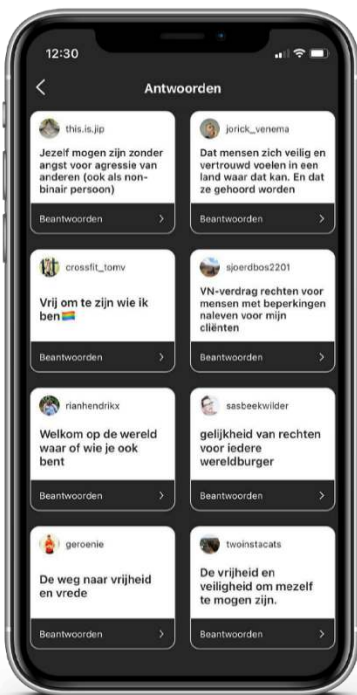 12:30
Antwoorden
this.is.jip
Jezelf mogen zijn zonder
angst voor agressie van
anderen (ook als non-
binair persoon)
Beantwoorden
jorick_venema
Dat mensen zich veilig en
vertrouwd voelen in een
land waar dat kan. En dat
ze gehoord worden
Beantwoorden
crossfit_tomv
Vrij om te zijn wie ik
ben🏳️‍🌈
Beantwoorden
sjoerdbos2201
VN-verdrag rechten voor
mensen met beperkingen
naleven voor mijn
cliënten
Beantwoorden
rianhendrikx
Welkom op de wereld
waar of wie je ook
bent
Beantwoorden
sasbeekwilder
gelijkheid van rechten
voor iedere
wereldburger
Beantwoorden
geroenie
De weg naar vrijheid
en vrede
Beantwoorden
twoinstacats
De vrijheid en
veiligheid om mezelf
te mogen zijn.
Beantwoorden